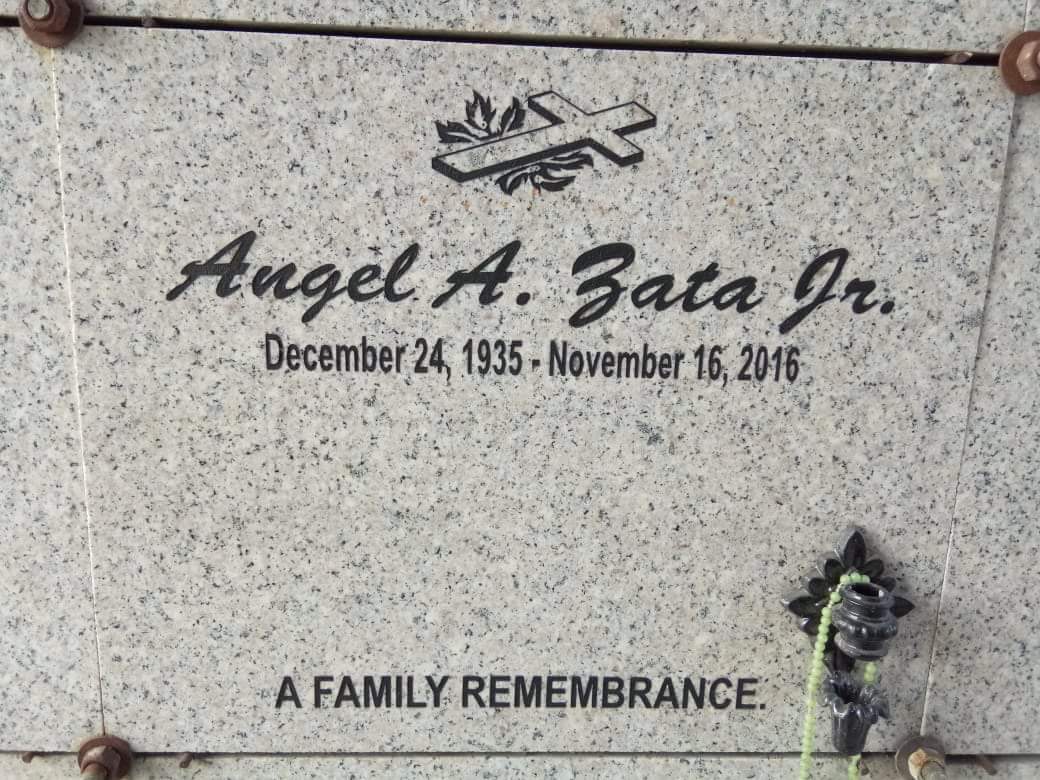 Angel A. Zata Jr.
December 24, 1935 - November 16, 2016
A FAMILY REMEMBRANCE.